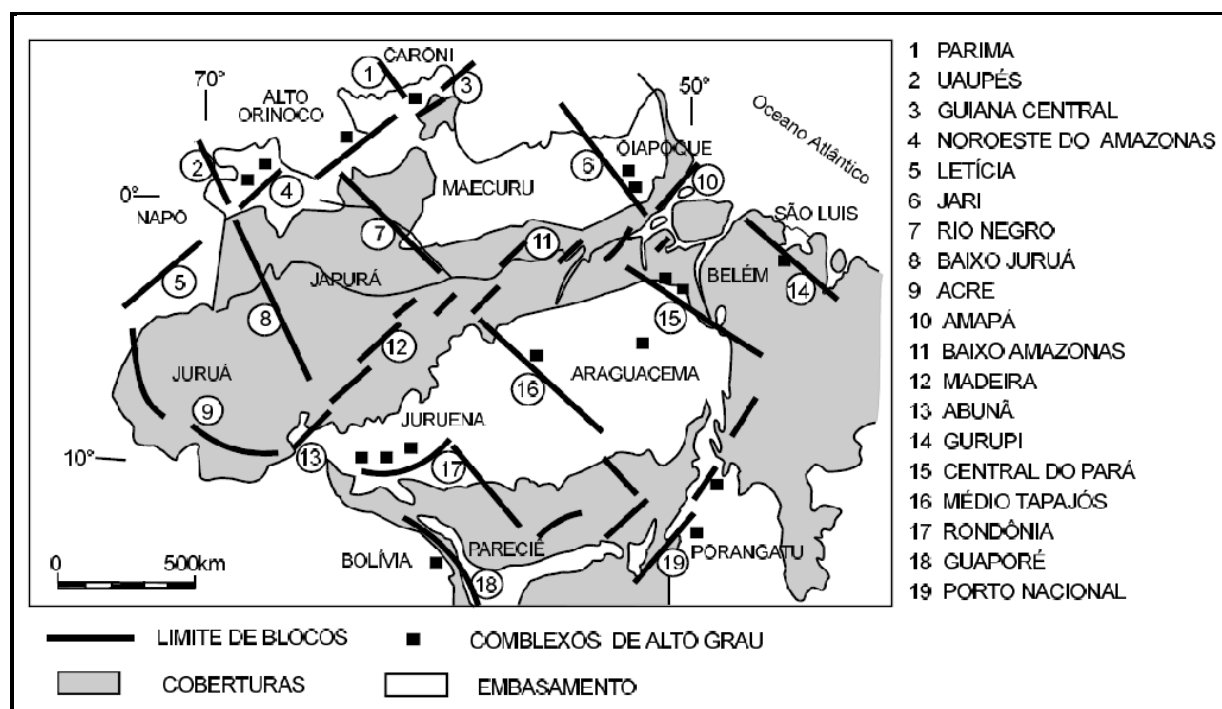 CARONI
70°
50°
ALTO
ORINOCO
Oceano Atlântico
OIAPOQUE
0°
NAPO
MAECURU
SÃO LUIS
JAPURÁ
BELÉM
JURUÁ
ARAGUACEMA
JURUENA
10°
0 500km
BOLÍVIA
PARECIE
PORANGATU
1
2
3
4
5
6
7
8
9
10
11
12
13
14
15
16
17
18
19
1 PARIMA
2 UAUPÉS
3 GUIANA CENTRAL
4 NOROESTE DO AMAZONAS
5 LETÍCIA
6 JARI
7 RIO NEGRO
8 BAIXO JURUÁ
9 ACRE
10 AMAPÁ
11 BAIXO AMAZONAS
12 MADEIRA
13 ABUNÃ
14 GURUPI
15 CENTRAL DO PARÁ
16 MÉDIO TAPAJÓS
17 RONDÔNIA
18 GUAPORÉ
19 PORTO NACIONAL
LIMITE DE BLOCOS
COMBLEXOS DE ALTO GRAU
COBERTURAS
EMBASAMENTO